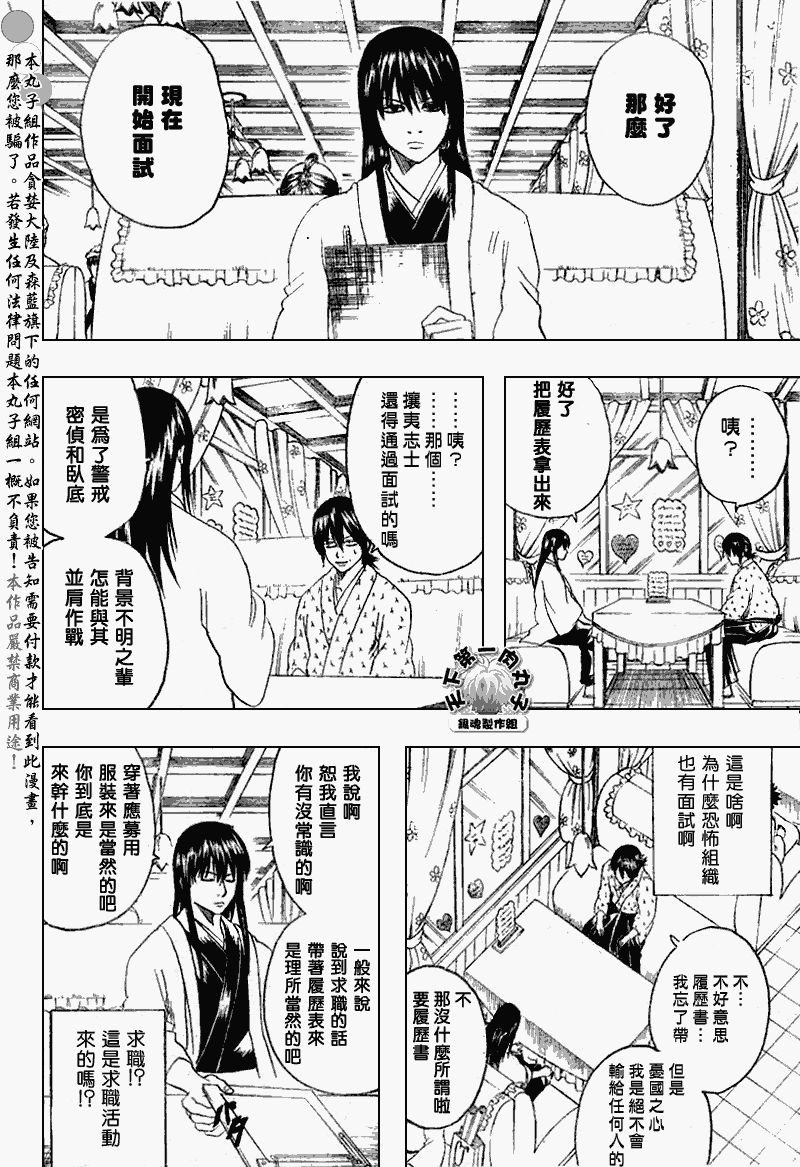 好了
那麼
現在
開始面試
……
咦？
好了
把履歷表拿出來
……咦？
……那個……
攘夷志士
還得通過面試的嗎
是為了警戒
密偵和臥底
背景不明之輩
怎能與其
並肩作戰
這是啥啊
為什麼恐怖組織
也有面試啊
不…
不好意思
履歷書…
我忘了帶
但是
憂國之心
我是絕不會
輸給任何人的
不
那沒什麼所謂啦
要履歷書
我說啊
恕我直言
你有沒常識的啊
一般來說
說到求職的話
帶著履歷表來
是理所當然的吧
穿著應募用
服裝來是當然的吧
你到底是
來幹什麼的啊
求職!?
這是求職活動
來的嗎!?
天下第一肉丸子
銀魂製作組
本丸子組作品貪婪大陸及森藍旗下的任何網站。如果您被告知需要付款才能看到此漫畫，
那麼您被騙了。若發生任何法律問題本丸子組一概不負責！本作品嚴禁商業用途！